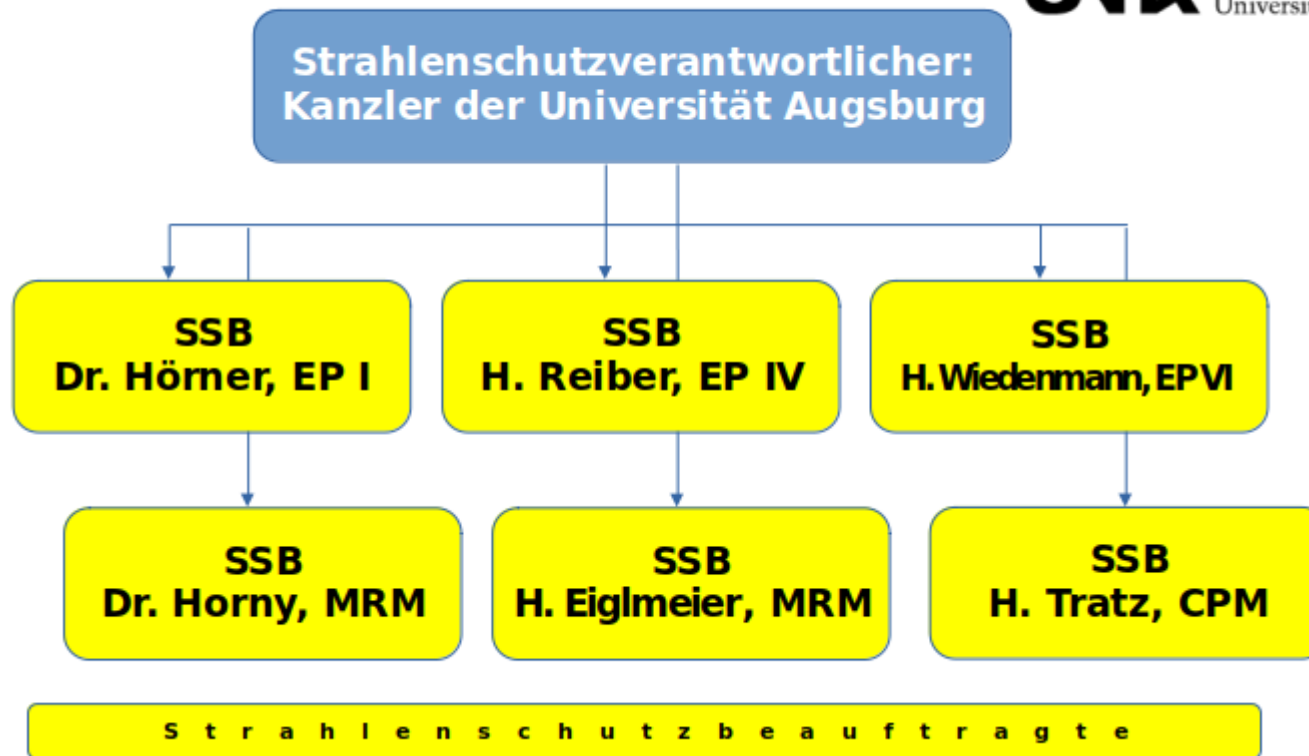 Strahlenschutzverantwortlicher:
Kanzler der Universität Augsburg
SSB
Dr. Hörner, EP I
SSB
H. Reiber, EP IV
SSB
H. Wiedenmann, EP VI
SSB
Dr. Horny, MRM
SSB
H. Eiglmeier, MRM
SSB
H. Tratz, CPM
S t r a h l e n s c h u t z b e a u f t r a g t e